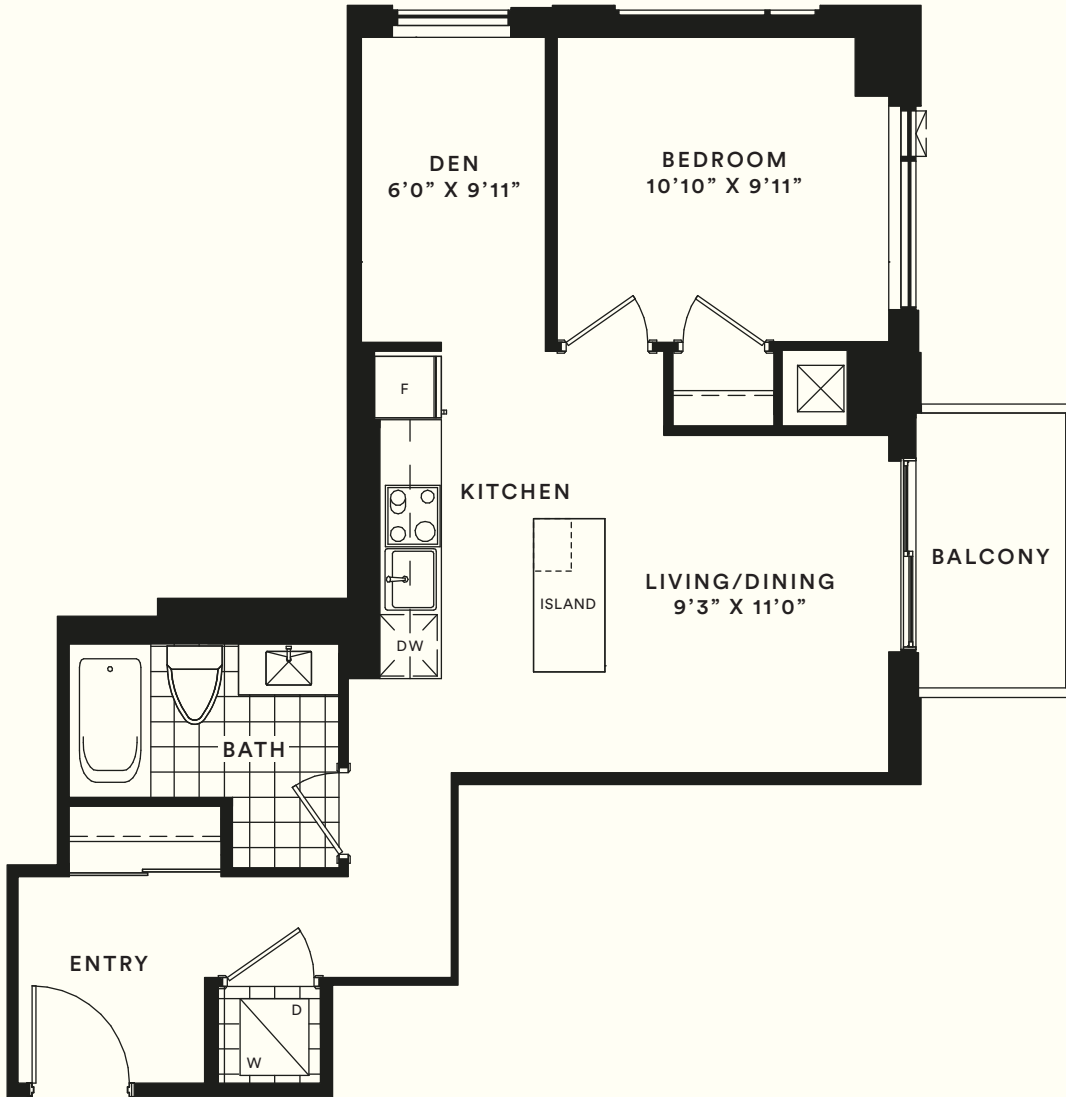 DEN
6’0” X 9’11”
BEDROOM
10’10” X 9’11”
F
KITCHEN
ISLAND
LIVING/DINING
9’3” X 11’0”
BALCONY
DW
BATH
ENTRY
D
W